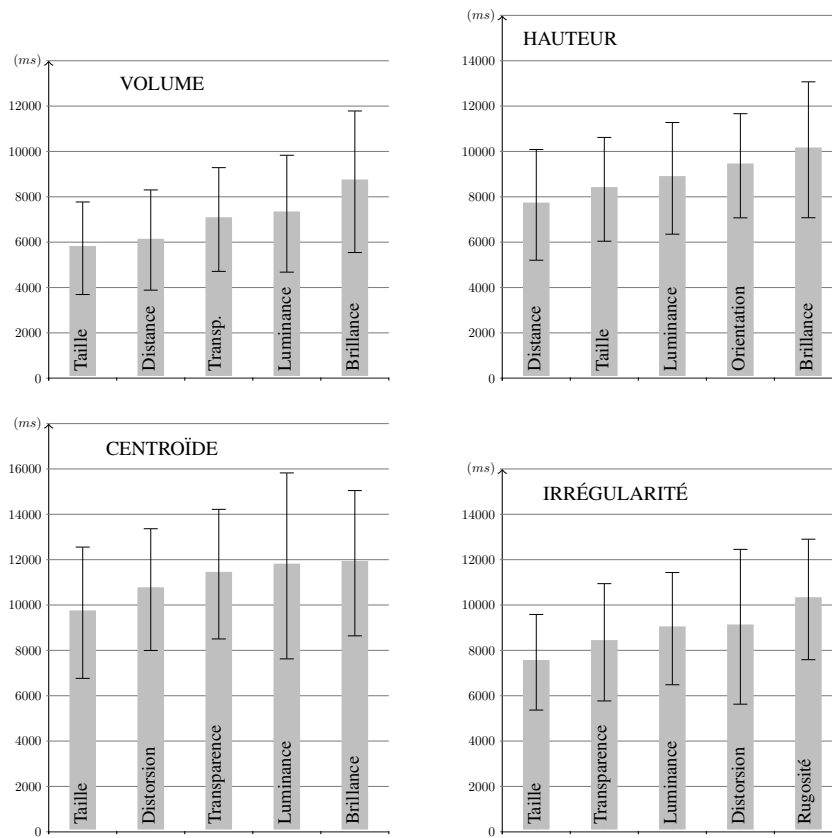 VOLUME
(ms)
12000
10000
8000
6000
4000
2000
0
Taille
Distance
Transp.
Luminance
Brillance
HAUTEUR
(ms)
14000
12000
10000
8000
6000
4000
2000
0
Distance
Taille
Luminance
Orientation
Brillance
CENTROÏDE
(ms)
16000
14000
12000
10000
8000
6000
4000
2000
0
Taille
Distorsion
Transparence
Luminance
Brillance
IRRÉGULARITÉ
(ms)
14000
12000
10000
8000
6000
4000
2000
0
Taille
Transparence
Luminance
Distorsion
Rugosité